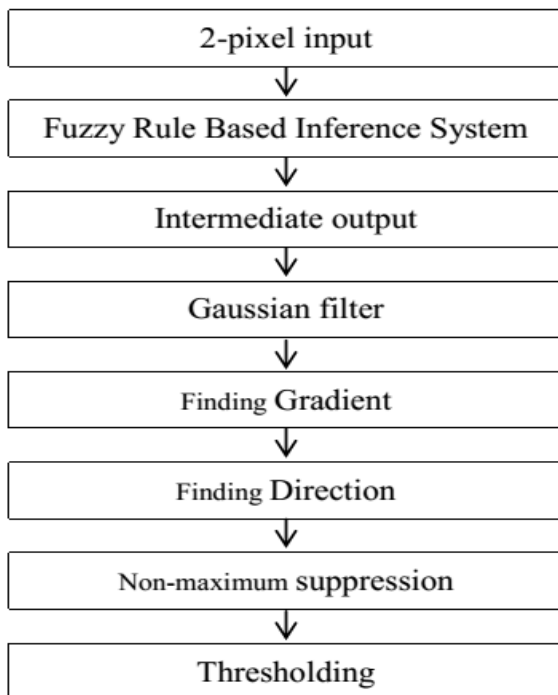 2-pixel input
Fuzzy Rule Based Inference System
Intermediate output
Gaussian filter
Finding Gradient
Finding Direction
Non-maximum suppression
Thresholding